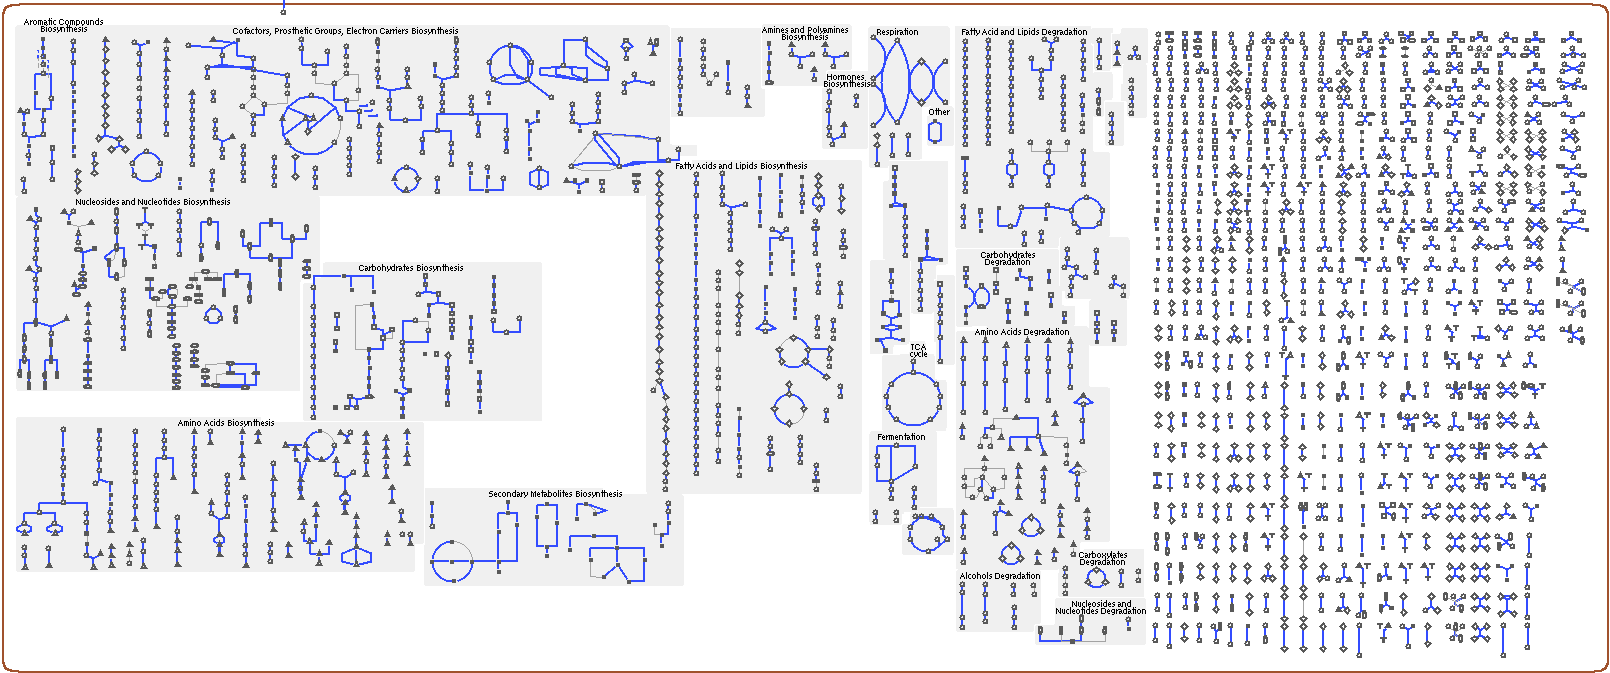 Aromatic Compounds
Biosynthesis
Cofactors, Prosthetic Groups, Electron Carriers Biosynthesis
Amines and Polyamines
Biosynthesis
Respiration
Fatty Acid and Lipids Degradation
Hormones
Biosynthesis
Other
Fatty Acids and Lipids Biosynthesis
Nucleosides and Nucleotides Biosynthesis
Carbohydrates Biosynthesis
Carbohydrates
Degradation
Amino Acids Degradation
TCA
cycle
Amino Acids Biosynthesis
Fermentation
Secondary Metabolites Biosynthesis
Carboxylates
Degradation
Alcohols Degradation
Nucleosides and
Nucleotides Degradation